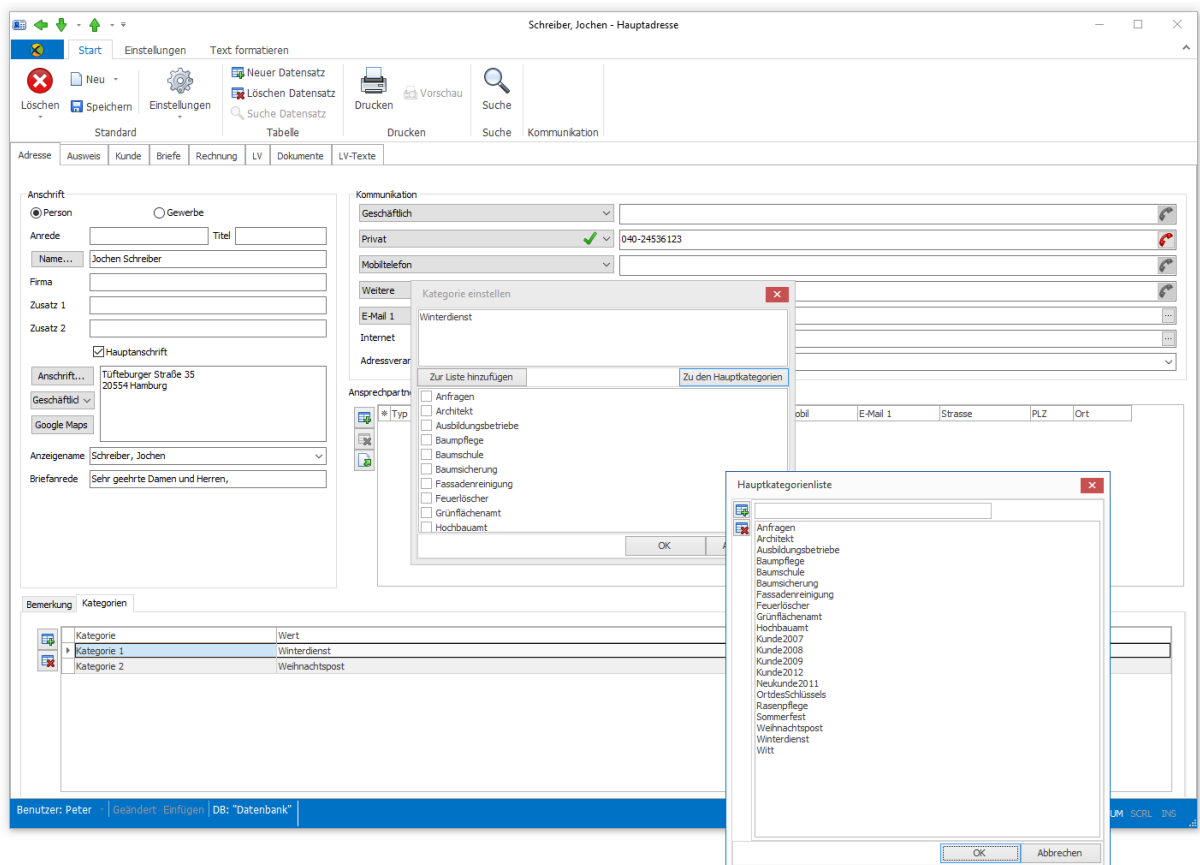 Schreiber, Jochen - Hauptadresse
Start Einstellungen Text formatieren
Löschen Neu Speichern Einstellungen Neuer Datensatz Löschen Datensatz Suche Datensatz Drucken Vorschau Suche
Standard Tabelle Drucken Suche Kommunikation
Adresse Ausweis Kunde Briefe Rechnung LV Dokumente LV-Texte
Anschrift
Person Gewerbe
Anrede Titel
Name... Jochen Schreiber
Firma
Zusatz 1
Zusatz 2
Hauptanschrift
Anschrift... Tüfteburger Straße 35
20554 Hamburg
Geschäftlid
Google Maps
Anzeigename Schreiber, Jochen
Briefanrede Sehr geehrte Damen und Herren,
Kommunikation
Geschäftlich
Privat 040-24536123
Mobiltelefon
Weitere
E-Mail 1
Internet
Adressverar
Ansprechpartne
* Typ obil E-Mail 1 Strasse PLZ Ort
Kategorie einstellen
Winterdienst
Zur Liste hinzufügen Zu den Hauptkategorien
Anfragen
Architekt
Ausbildungsbetriebe
Baumpflege
Baumschule
Baumsicherung
Fassadenreinigung
Feuerlöscher
Grünflächenamt
Hochbauamt
OK A
Hauptkategorienliste
Anfragen
Architekt
Ausbildungsbetriebe
Baumpflege
Baumschule
Baumsicherung
Fassadenreinigung
Feuerlöscher
Grünflächenamt
Hochbauamt
Kunde2007
Kunde2008
Kunde2009
Kunde2012
Neukunde2011
OrtdesSchlüssels
Rasenpflege
Sommerfest
Weihnachtspost
Winterdienst
Witt
OK Abbrechen
Bemerkung Kategorien
Kategorie Wert
Kategorie 1 Winterdienst
Kategorie 2 Weihnachtspost
Benutzer: Peter Geändert Einfügen DB: "Datenbank" UM SCRL INS